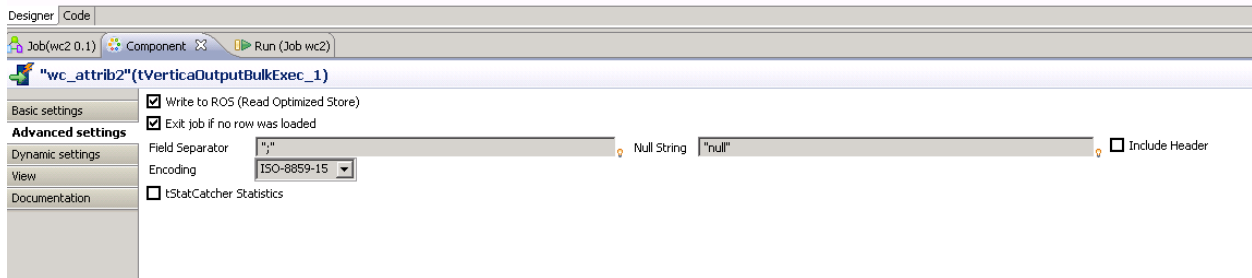 Designer Code
Job(wc2 0.1) Component Run (Job wc2)
"wc_attrib2"(tVerticaOutputBulkExec_1)
Basic settings
Advanced settings
Dynamic settings
View
Documentation
Write to ROS (Read Optimized Store)
Exit job if no row was loaded
Field Separator ";" Null String "null" Include Header
Encoding ISO-8859-15
tStatCatcher Statistics